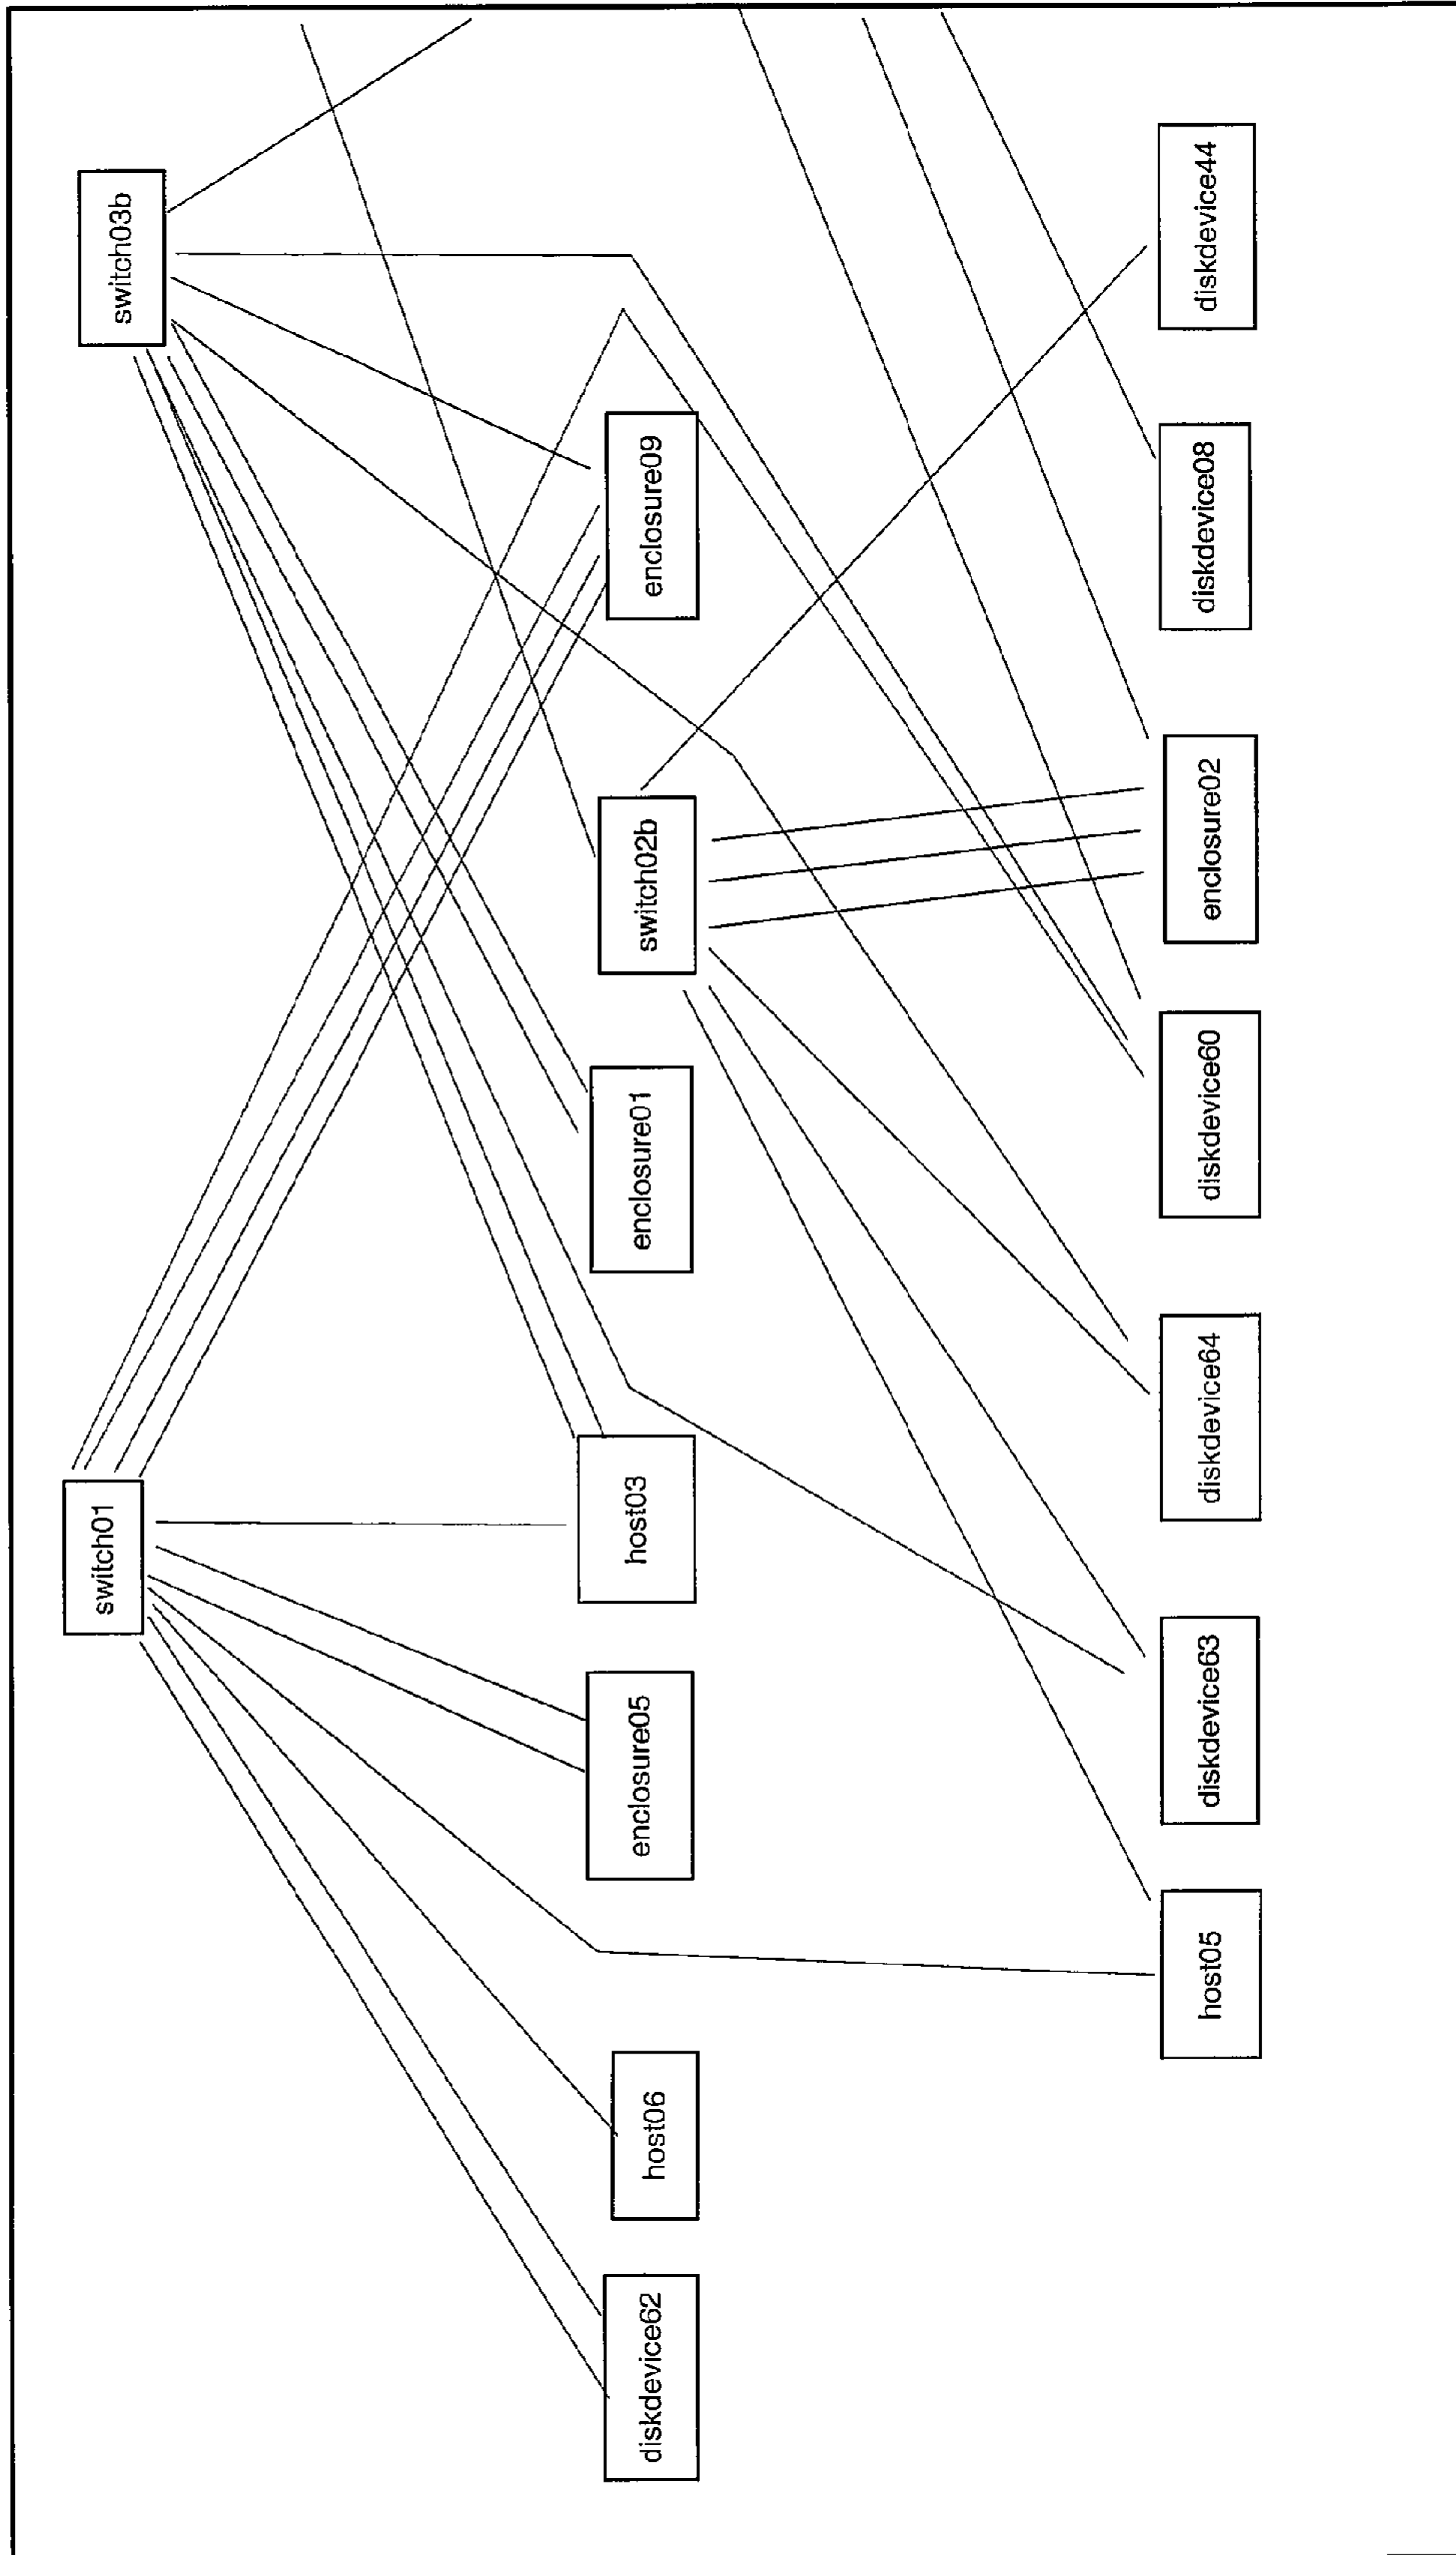 switch01
switch03b
diskdevice62
host06
enclosure05
host03
enclosure01
switch02b
enclosure09
host05
diskdevice63
diskdevice64
diskdevice60
enclosure02
diskdevice08
diskdevice44